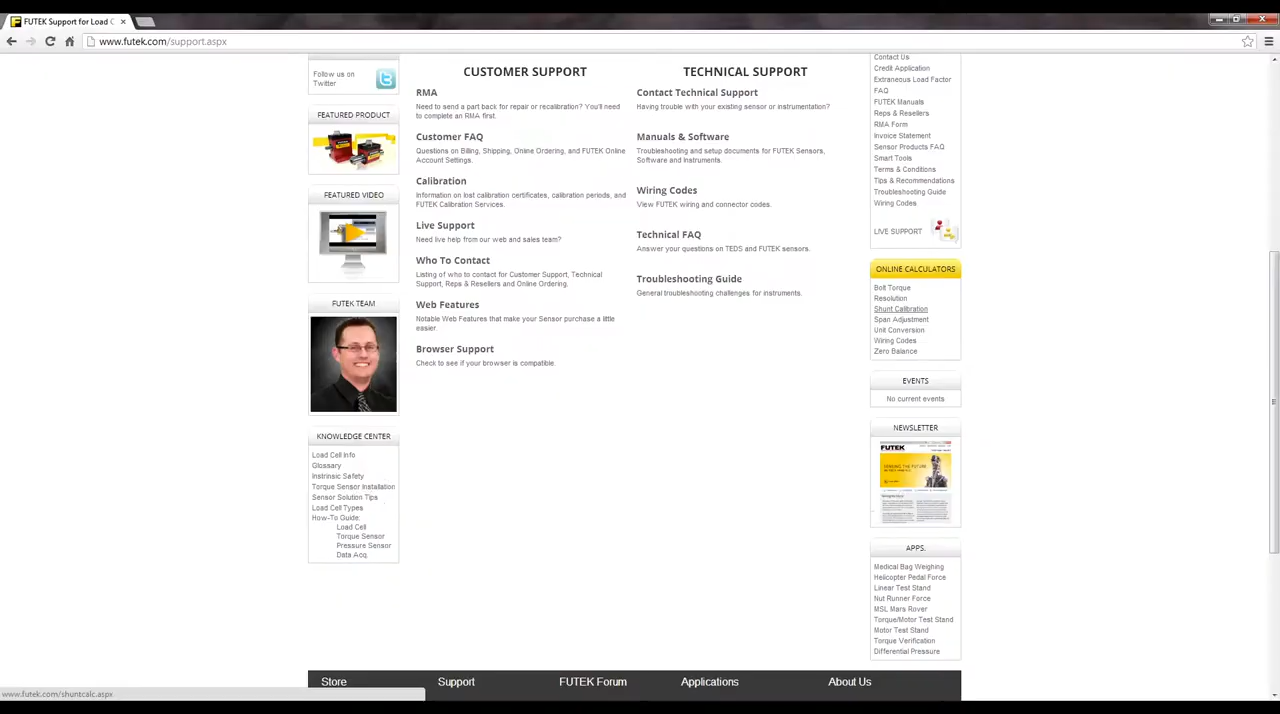 FUTEK Support for Load C
www.futek.com/support.aspx
Follow us on
Twitter
FEATURED PRODUCT
FEATURED VIDEO
FUTEK TEAM
KNOWLEDGE CENTER
Load Cell Info
Glossary
Instrinsic Safety
Torque Sensor Installation
Sensor Solution Tips
Load Cell Types
How-To Guide:
Load Cell
Torque Sensor
Pressure Sensor
Data Acq.
CUSTOMER SUPPORT
RMA
Need to send a part back for repair or recalibration? You'll need
to complete an RMA first.
Customer FAQ
Questions on Billing, Shipping, Online Ordering, and FUTEK Online
Account Settings.
Calibration
Information on lost calibration certificates, calibration periods, and
FUTEK Calibration Services.
Live Support
Need live help from our web and sales team?
Who To Contact
Listing of who to contact for Customer Support, Technical
Support, Reps & Resellers and Online Ordering.
Web Features
Notable Web Features that make your Sensor purchase a little
easier.
Browser Support
Check to see if your browser is compatible.
TECHNICAL SUPPORT
Contact Technical Support
Having trouble with your existing sensor or instrumentation?
Manuals & Software
Troubleshooting and setup documents for FUTEK Sensors,
Software and Instruments.
Wiring Codes
View FUTEK wiring and connector codes.
Technical FAQ
Answer your questions on TEDS and FUTEK sensors.
Troubleshooting Guide
General troubleshooting challenges for instruments.
Contact Us
Credit Application
Extraneous Load Factor
FAQ
FUTEK Manuals
Reps & Resellers
RMA Form
Invoice Statement
Sensor Products FAQ
Smart Tools
Terms & Conditions
Tips & Recommendations
Troubleshooting Guide
Wiring Codes
LIVE SUPPORT
ONLINE CALCULATORS
Bolt Torque
Resolution
Shunt Calibration
Span Adjustment
Unit Conversion
Wiring Codes
Zero Balance
EVENTS
No current events
NEWSLETTER
FUTEK
APPS.
Medical Bag Weighing
Helicopter Pedal Force
Linear Test Stand
Nut Runner Force
MSL Mars Rover
Torque/Motor Test Stand
Motor Test Stand
Torque Verification
Differential Pressure
Store
Support
FUTEK Forum
Applications
About Us
www.futek.com/shuntcalc.aspx